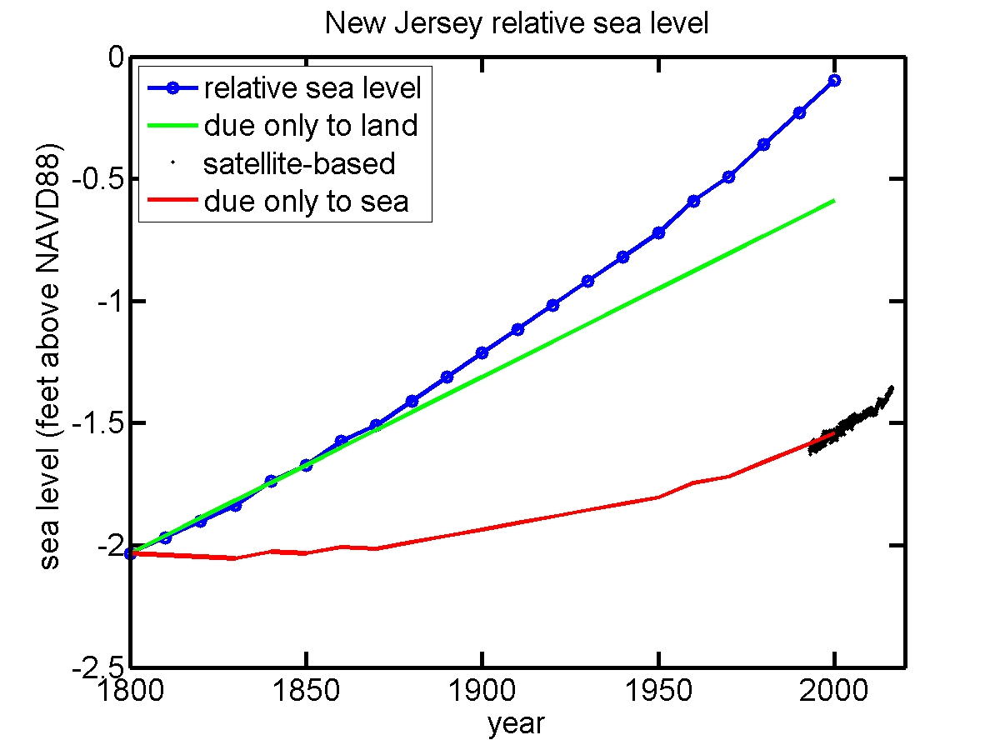 New Jersey relative sea level
relative sea level
due only to land
satellite-based
due only to sea
sea level (feet above NAVD88)
0
-0.5
-1
-1.5
-2
-2.5
1800
1850
1900
1950
2000
year